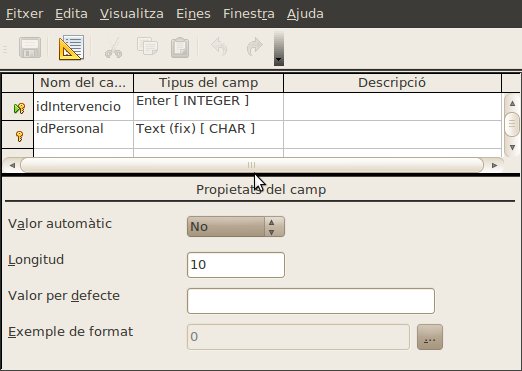 Fitxer Edita Visualitza Eines Finestra Ajuda
Nom del ca... Tipus del camp Descripció
idIntervencio Enter [ INTEGER ]
idPersonal Text (fix) [ CHAR ]
Propietats del camp
Valor automàtic No
Longitud 10
Valor per defecte
Exemple de format 0 ...